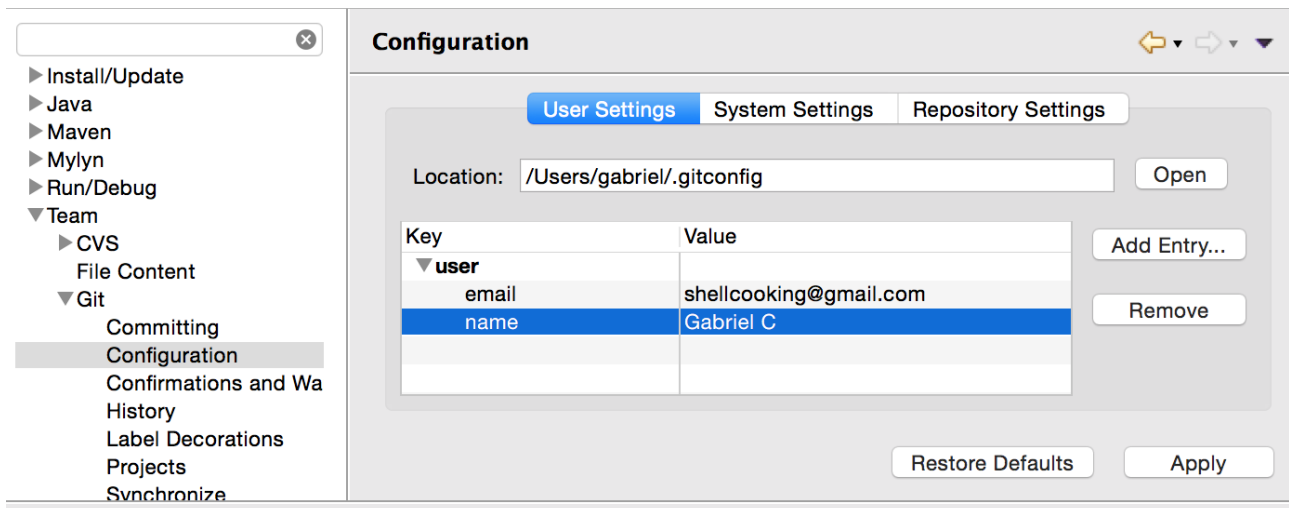 Configuration
Install/Update
Java
Maven
Mylyn
Run/Debug
Team
CVS
File Content
Git
Committing
Configuration
Confirmations and Wa
History
Label Decorations
Projects
Synchronize
User Settings System Settings Repository Settings
Location: /Users/gabriel/.gitconfig Open
Key Value
user
email shellcooking@gmail.com
name Gabriel C
Add Entry...
Remove
Restore Defaults Apply